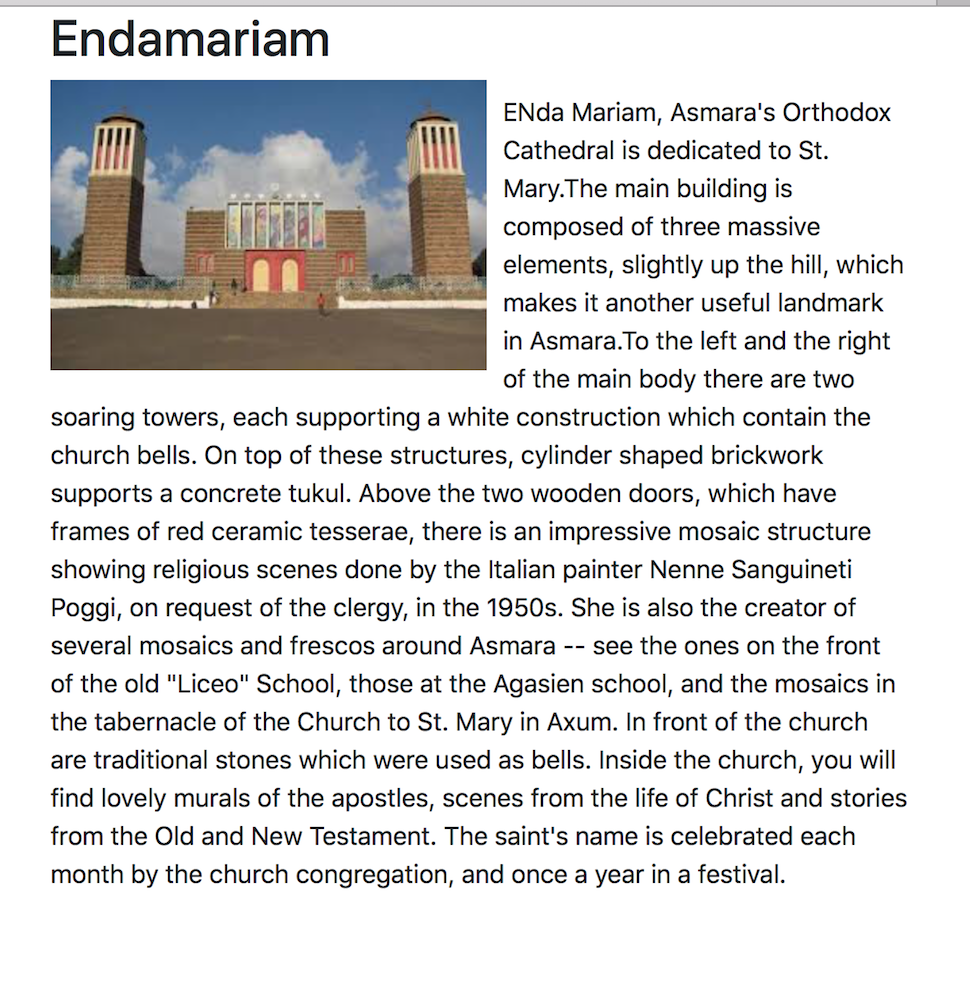 Endamariam
ENda Mariam, Asmara's Orthodox
Cathedral is dedicated to St.
Mary.The main building is
composed of three massive
elements, slightly up the hill, which
makes it another useful landmark
in Asmara.To the left and the right
of the main body there are two
soaring towers, each supporting a white construction which contain the
church bells. On top of these structures, cylinder shaped brickwork
supports a concrete tukul. Above the two wooden doors, which have
frames of red ceramic tesserae, there is an impressive mosaic structure
showing religious scenes done by the Italian painter Nenne Sanguineti
Poggi, on request of the clergy, in the 1950s. She is also the creator of
several mosaics and frescos around Asmara -- see the ones on the front
of the old "Liceo" School, those at the Agasien school, and the mosaics in
the tabernacle of the Church to St. Mary in Axum. In front of the church
are traditional stones which were used as bells. Inside the church, you will
find lovely murals of the apostles, scenes from the life of Christ and stories
from the Old and New Testament. The saint's name is celebrated each
month by the church congregation, and once a year in a festival.